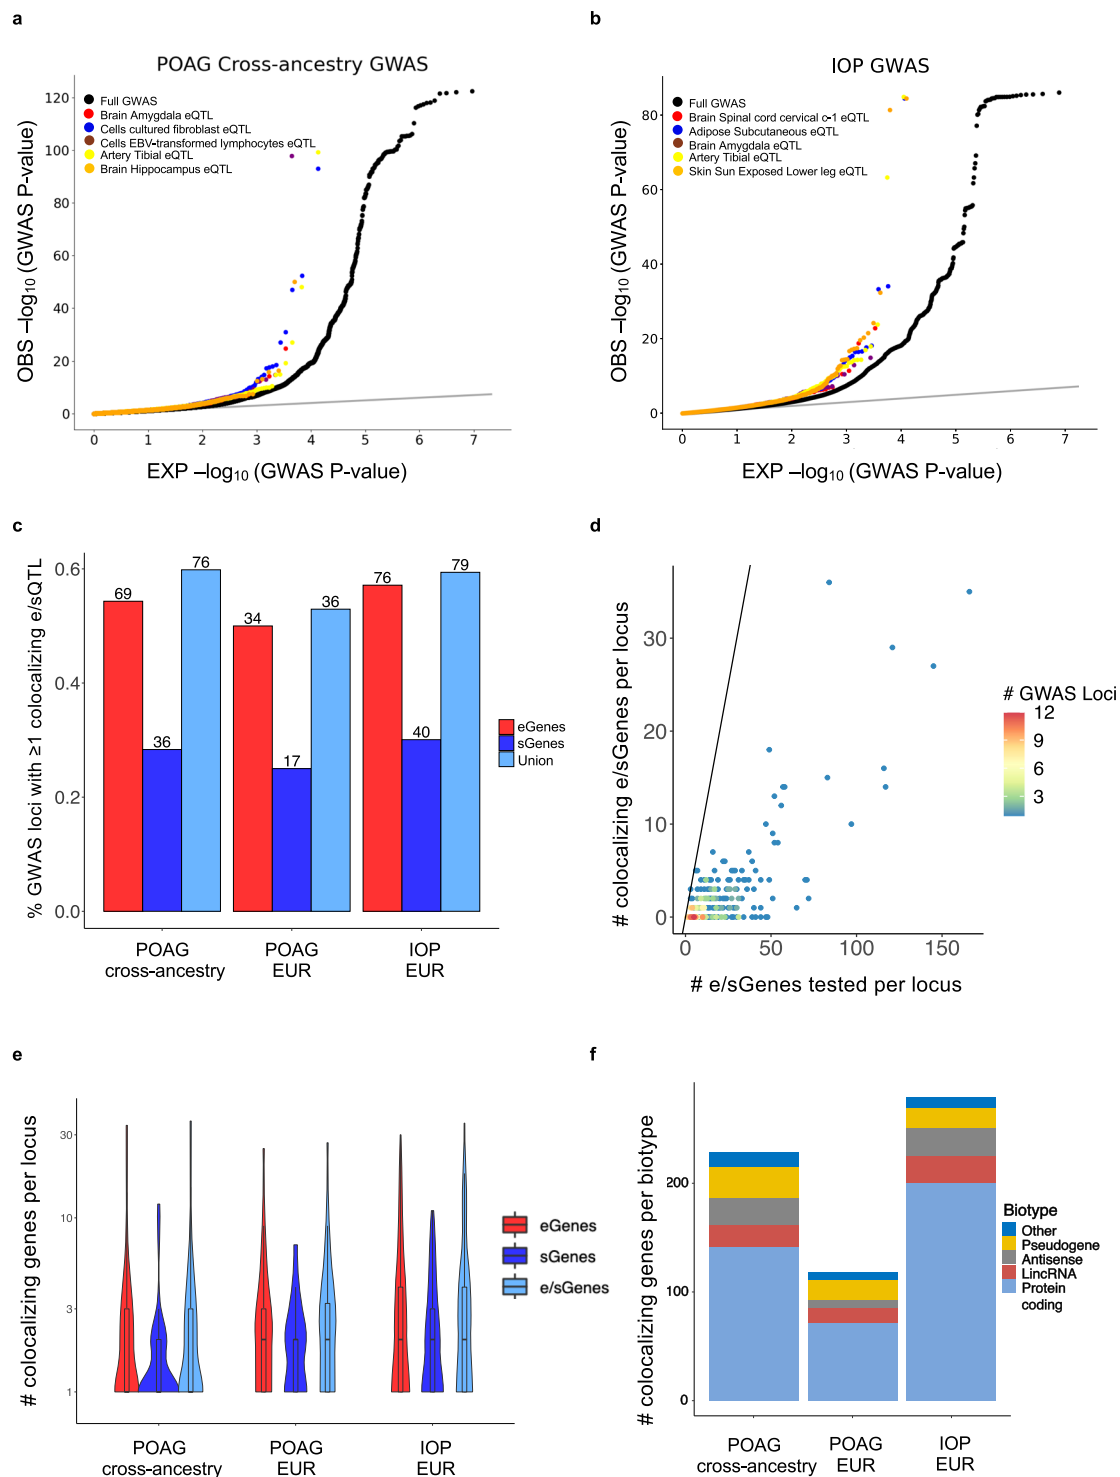 a
POAG Cross-ancestry GWAS
120
100
80
60
40
20
0
OBS –log10 (GWAS P-value)
Full GWAS
Brain Amygdala eQTL
Cells cultured fibroblast eQTL
Cells EBV-transformed lymphocytes eQTL
Artery Tibial eQTL
Brain Hippocampus eQTL
0 1 2 3 4 5 6 7
EXP –log10 (GWAS P-value)
b
IOP GWAS
80
60
40
20
0
OBS –log10 (GWAS P-value)
Full GWAS
Brain Spinal cord cervical c-1 eQTL
Adipose Subcutaneous eQTL
Brain Amygdala eQTL
Artery Tibial eQTL
Skin Sun Exposed Lower leg eQTL
0 1 2 3 4 5 6 7
EXP –log10 (GWAS P-value)
c
% GWAS loci with ≥1 colocalizing e/sQTL
0.6
0.4
0.2
0.0
69 36 76
34 17 36
76 40 79
POAG
cross-ancestry
POAG
EUR
IOP
EUR
eGenes
sGenes
Union
d
# colocalizing e/sGenes per locus
30
20
10
0
0 50 100 150
# e/sGenes tested per locus
# GWAS Loci
12
9
6
3
e
# colocalizing genes per locus
30
10
3
1
POAG
cross-ancestry
POAG
EUR
IOP
EUR
eGenes
sGenes
e/sGenes
f
# colocalizing genes per biotype
200
100
0
POAG
cross-ancestry
POAG
EUR
IOP
EUR
Biotype
Other
Pseudogene
Antisense
LincRNA
Protein
coding